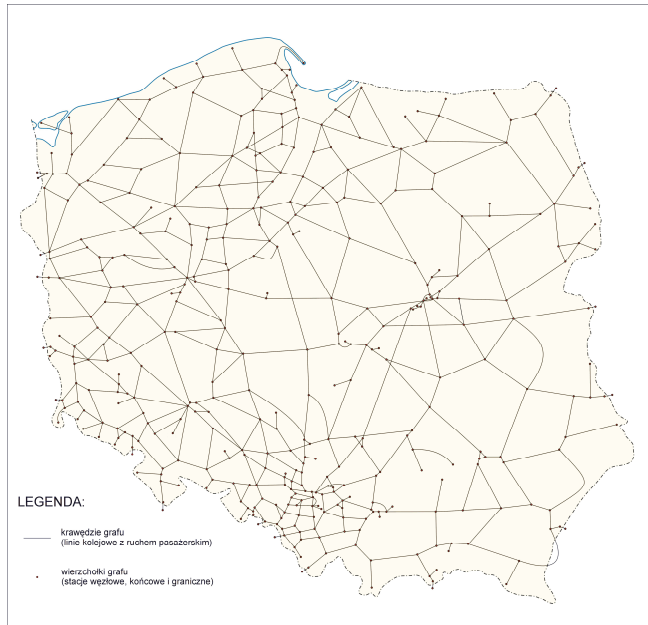 LEGENDA:
krawędzie grafu
(linie kolejowe z ruchem pasażerskim)
wierzchołki grafu
(stacje węzłowe, końcowe i graniczne)